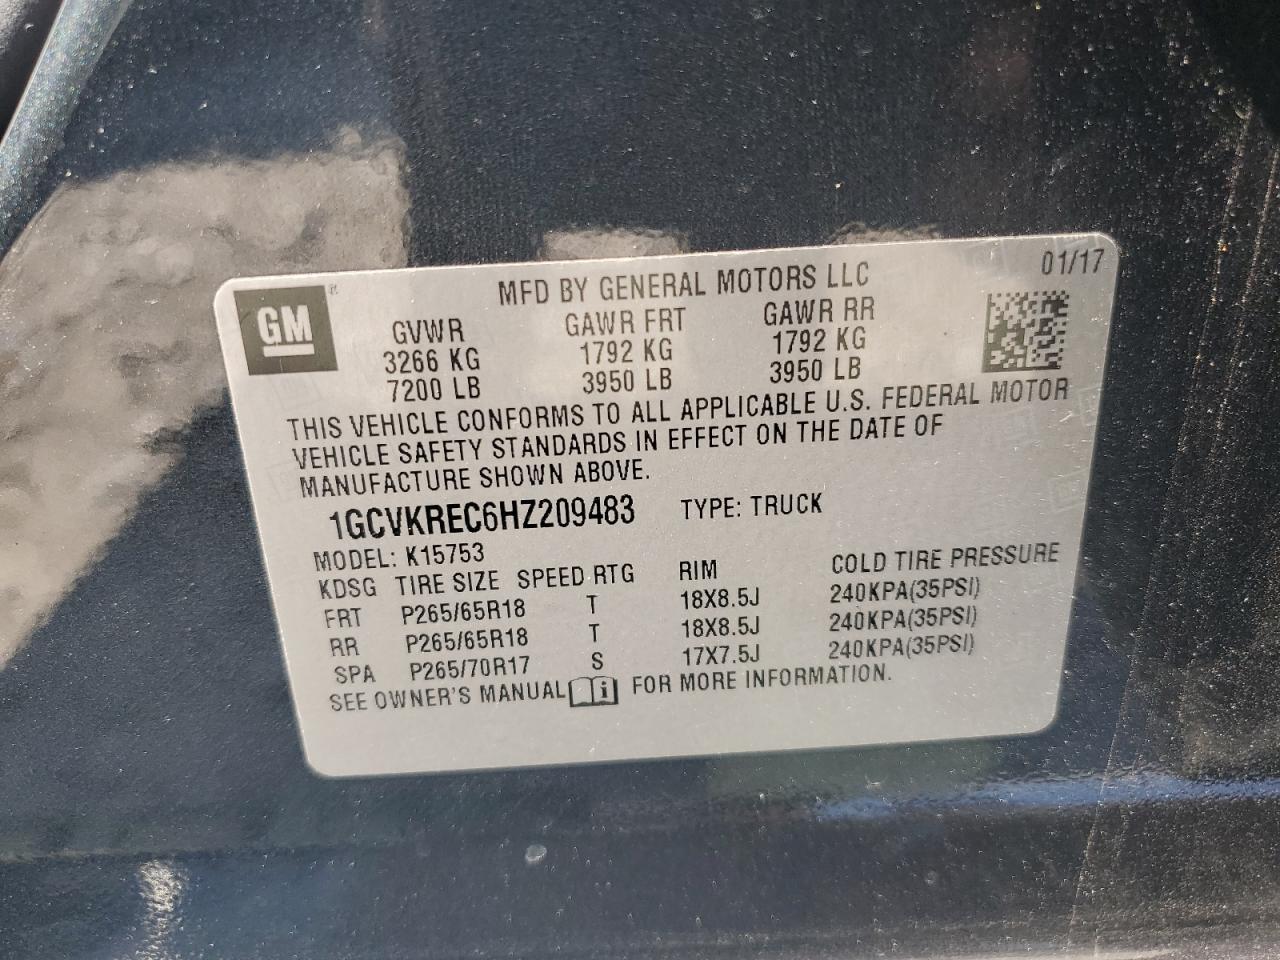 MFD BY GENERAL MOTORS LLC 01/17
GM ®
GVWR GAWR FRT GAWR RR
3266 KG 1792 KG 1792 KG
7200 LB 3950 LB 3950 LB
THIS VEHICLE CONFORMS TO ALL APPLICABLE U.S. FEDERAL MOTOR
VEHICLE SAFETY STANDARDS IN EFFECT ON THE DATE OF
MANUFACTURE SHOWN ABOVE.
1GCVKREC6HZ209483 TYPE: TRUCK
MODEL: K15753
KDSG TIRE SIZE SPEED RTG RIM COLD TIRE PRESSURE
FRT P265/65R18 T 18X8.5J 240KPA(35PSI)
RR P265/65R18 T 18X8.5J 240KPA(35PSI)
SPA P265/70R17 S 17X7.5J 240KPA(35PSI)
SEE OWNER'S MANUAL i FOR MORE INFORMATION.